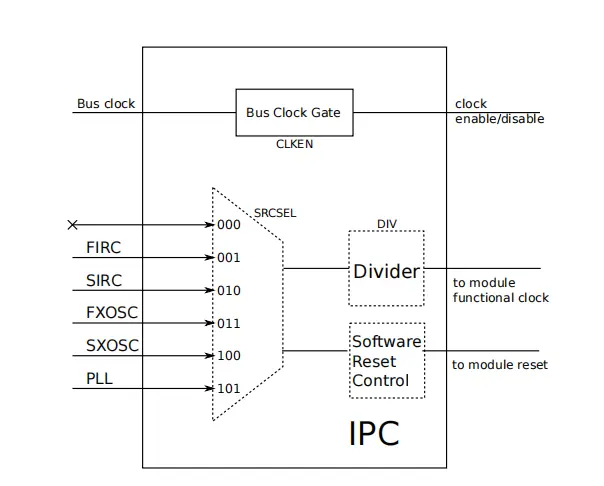 Bus clock
Bus Clock Gate
clock
enable/disable
CLKEN
SRCSEL
000
DIV
FIRC
001
Divider
SIRC
010
to module
functional clock
FXOSC
011
Software
Reset
Control
SXOSC
100
to module reset
PLL
101
IPC